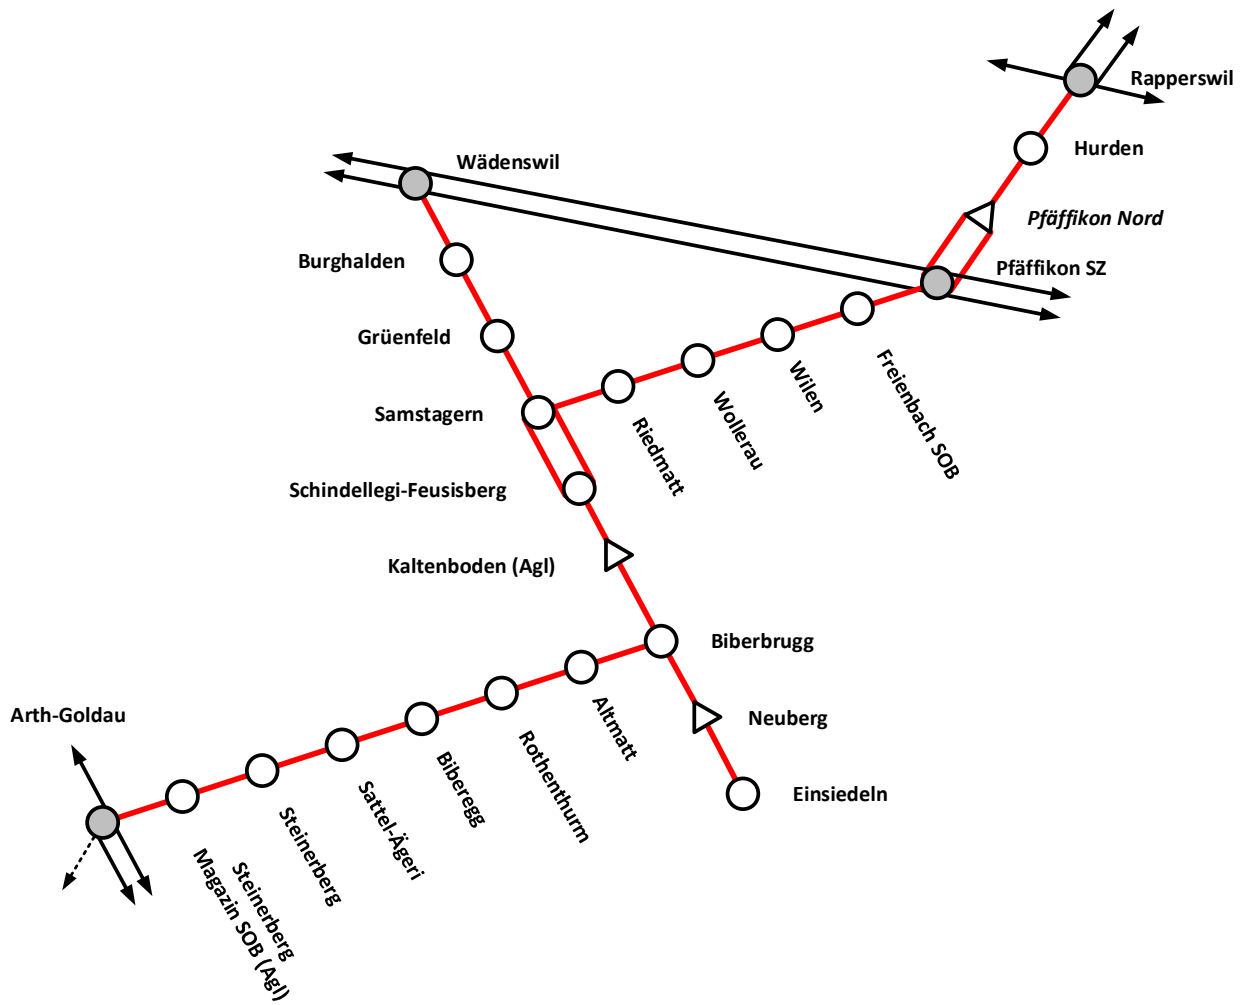 Rapperswil
Hurden
Wädenswil
Pfäffikon Nord
Burghalden
Pfäffikon SZ
Grüenfeld
Freienbach SOB
Wilen
Wollerau
Riedmatt
Samstagern
Schindellegi-Feusisberg
Kaltenboden (Agl)
Biberbrugg
Arth-Goldau
Altmatt
Neuberg
Rothenthurm
Biberegg
Sattel-Ägeri
Einsiedeln
Steinerberg
Steinerberg
Magazin SOB (Agl)